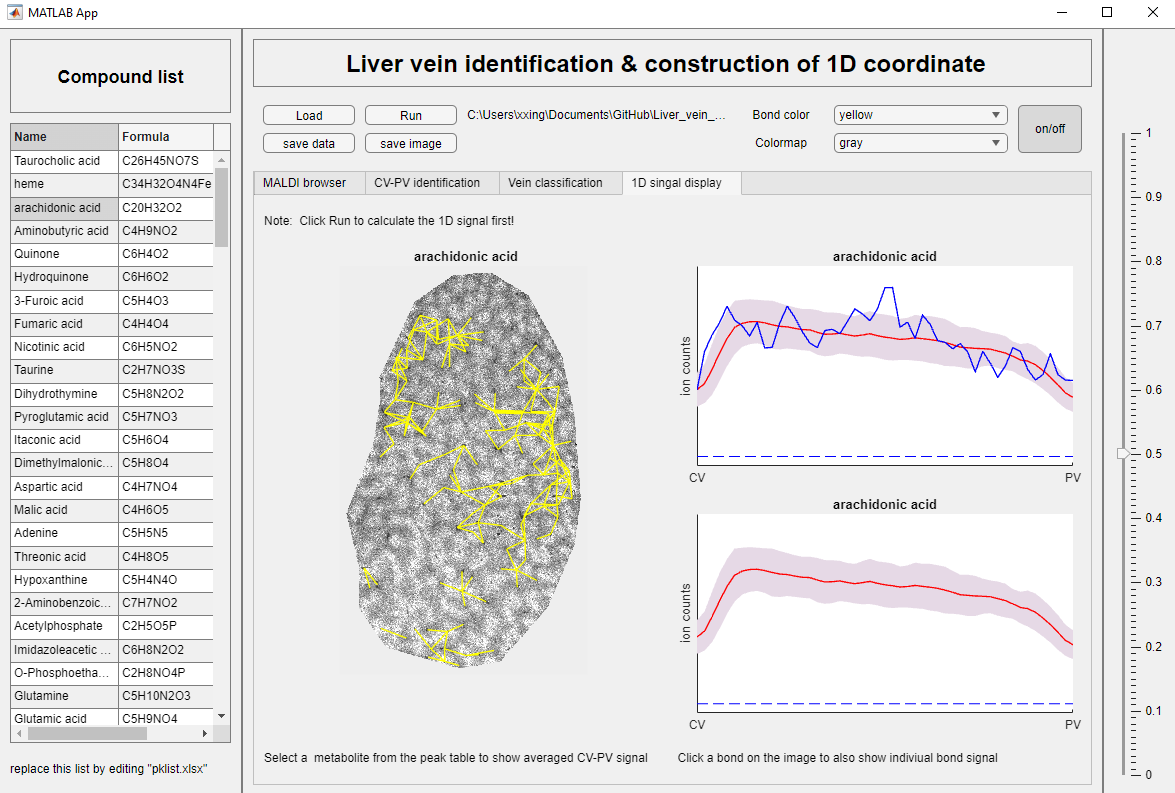 MATLAB App
Compound list
Name Formula
Taurocholic acid C26H45NO7S
heme C34H32O4N4Fe
arachidonic acid C20H32O2
Aminobutyric acid C4H9NO2
Quinone C6H4O2
Hydroquinone C6H6O2
3-Furoic acid C5H4O3
Fumaric acid C4H4O4
Nicotinic acid C6H5NO2
Taurine C2H7NO3S
Dihydrothymine C5H8N2O2
Pyroglutamic acid C5H7NO3
Itaconic acid C5H6O4
Dimethylmalonic... C5H8O4
Aspartic acid C4H7NO4
Malic acid C4H6O5
Adenine C5H5N5
Threonic acid C4H8O5
Hypoxanthine C5H4N4O
2-Aminobenzoic... C7H7NO2
Acetylphosphate C2H5O5P
Imidazoleacetic ... C6H8N2O2
O-Phosphoetha... C2H8NO4P
Glutamine C5H10N2O3
Glutamic acid C5H9NO4
replace this list by editing "pklist.xlsx"
Liver vein identification & construction of 1D coordinate
Load Run C:\Users\xxing\Documents\GitHub\Liver_vein_... Bond color yellow on/off
save data save image Colormap gray
MALDI browser CV-PV identification Vein classification 1D singal display
Note: Click Run to calculate the 1D signal first!
arachidonic acid
arachidonic acid
ion counts
CV PV
arachidonic acid
ion counts
CV PV
Select a metabolite from the peak table to show averaged CV-PV signal
Click a bond on the image to also show indiviual bond signal
1
0.9
0.8
0.7
0.6
0.5
0.4
0.3
0.2
0.1
0